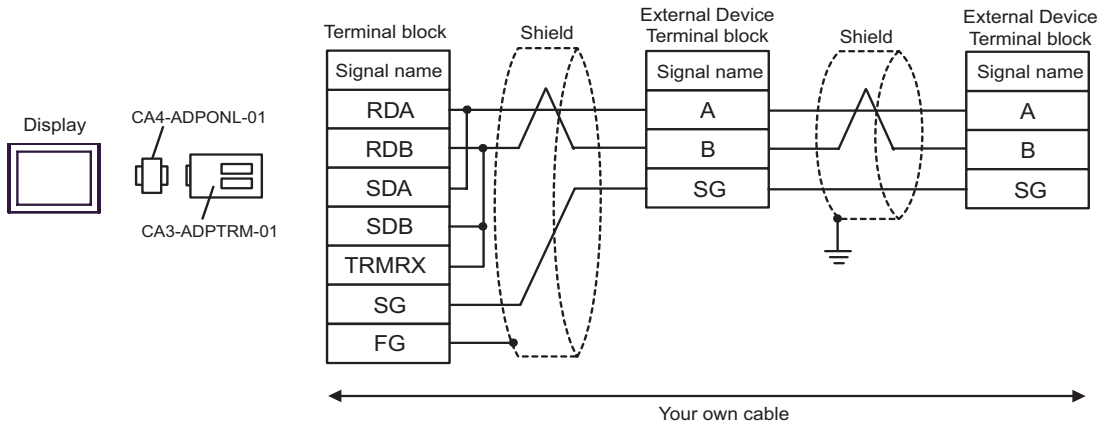 Display
CA4-ADPONL-01
CA3-ADPTRM-01
Terminal block
Signal name
RDA
RDB
SDA
SDB
TRMRX
SG
FG
Shield
External Device
Terminal block
Signal name
A
B
SG
Shield
External Device
Terminal block
Signal name
A
B
SG
Your own cable